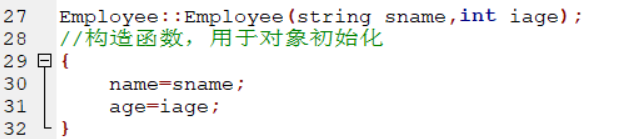 27 Employee::Employee(string sname,int iage);
28 //构造函数，用于对象初始化
29 {
30 name=sname;
31 age=iage;
32 }